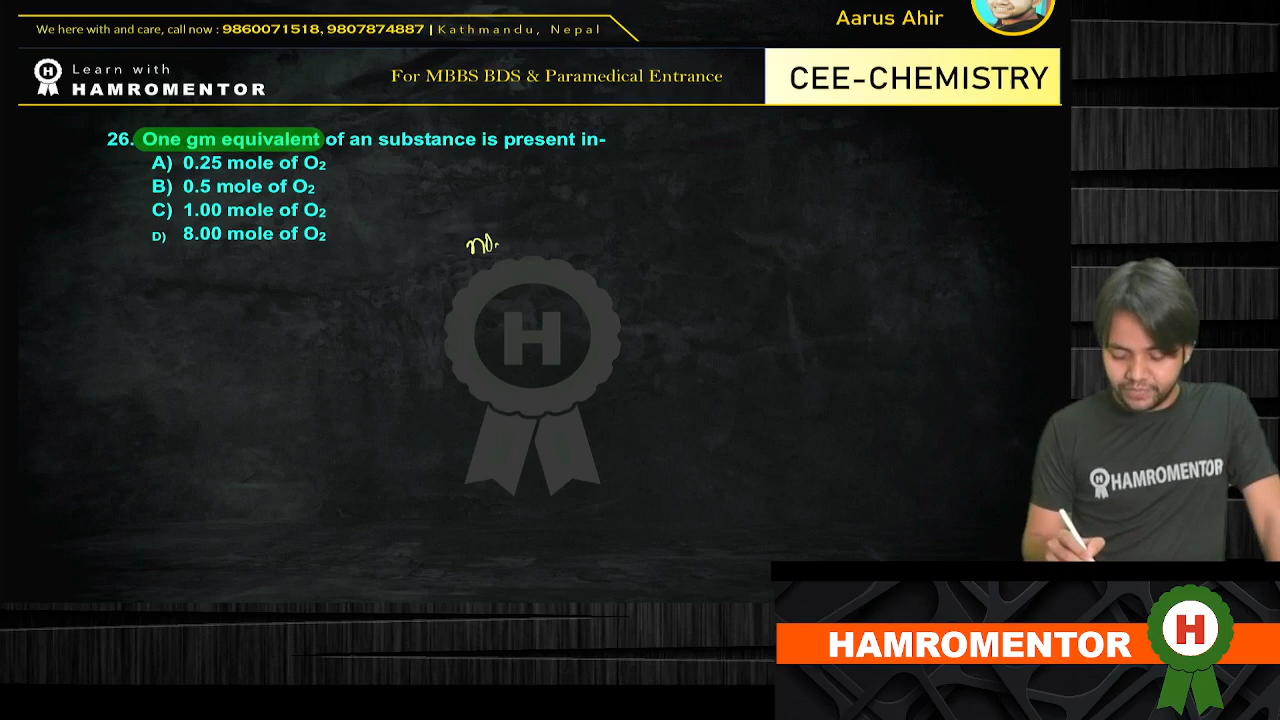 We here with and care, call now : 9860071518, 9807874887 | Kathmandu, Nepal
Aarus Ahir
Learn with
HAMROMENTOR
For MBBS BDS & Paramedical Entrance
CEE-CHEMISTRY
26. One gm equivalent of an substance is present in-
A) 0.25 mole of O₂
B) 0.5 mole of O₂
C) 1.00 mole of O₂
D) 8.00 mole of O₂
no.
H
HAMROMENTOR
HAMROMENTOR
H